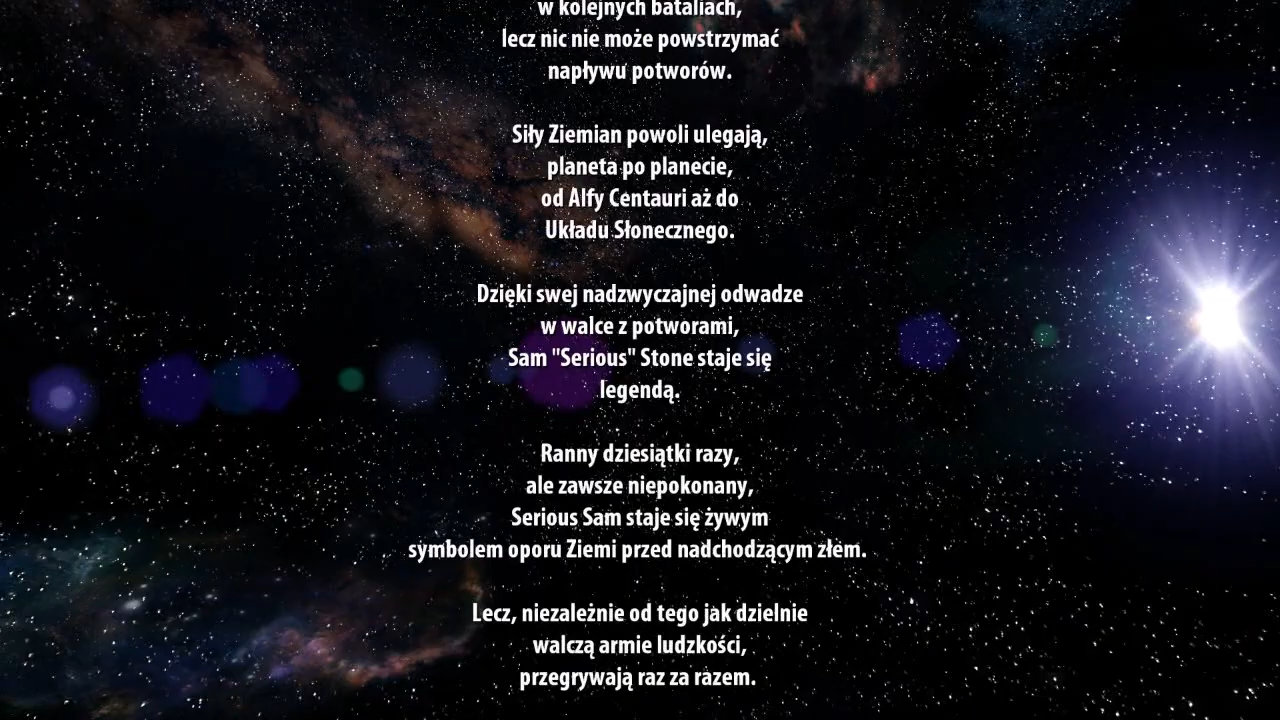 w kolejnych bataliach,
lecz nic nie może powstrzymać
napływu potworów.
Siły Ziemian powoli ulegają,
planeta po planecie,
od Alfy Centauri aż do
Układu Słonecznego.
Dzięki swej nadzwyczajnej odwadze
w walce z potworami,
Sam "Serious" Stone staje się
legendą.
Ranny dziesiątki razy,
ale zawsze niepokonany,
Serious Sam staje się żywym
symbolem oporu Ziemi przed nadchodzącym złem.
Lecz, niezależnie od tego jak dzielnie
walczą armie ludzkości,
przegrywają raz za razem.